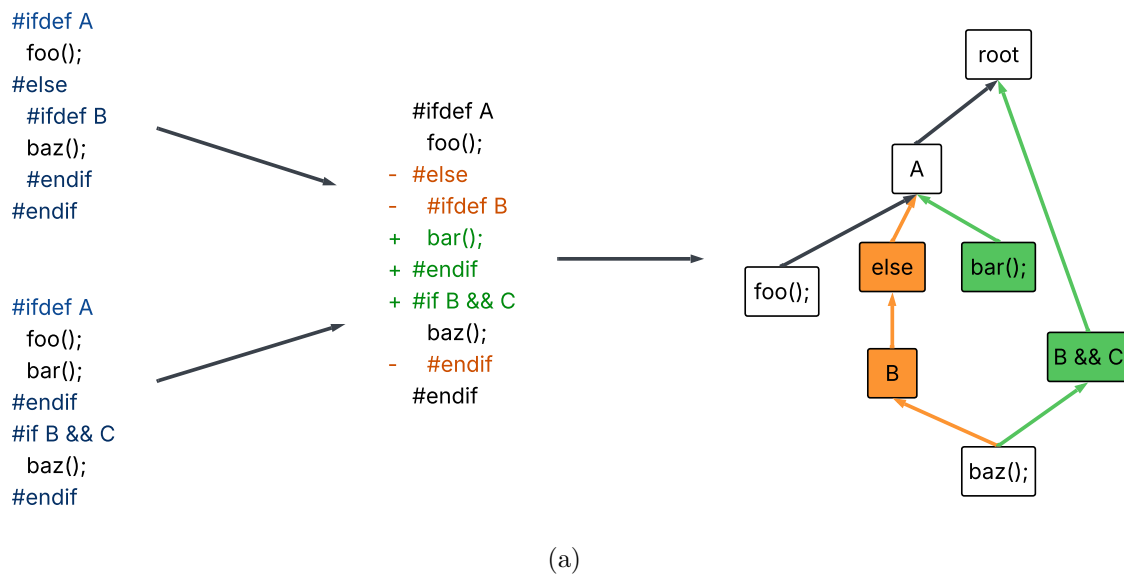 #ifdef A
foo();
#else
#ifdef B
baz();
#endif
#endif
#ifdef A
foo();
bar();
#endif
#if B && C
baz();
#endif
#ifdef A
foo();
- #else
- #ifdef B
+ bar();
+ #endif
+ #if B && C
baz();
- #endif
#endif
root
A
else
bar();
foo();
B && C
B
baz();
(a)